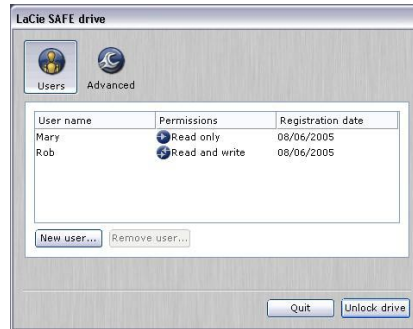 LaCie SAFE drive
Users Advanced
User name Permissions Registration date
Mary Read only 08/06/2005
Rob Read and write 08/06/2005
New user... Remove user...
Quit Unlock drive